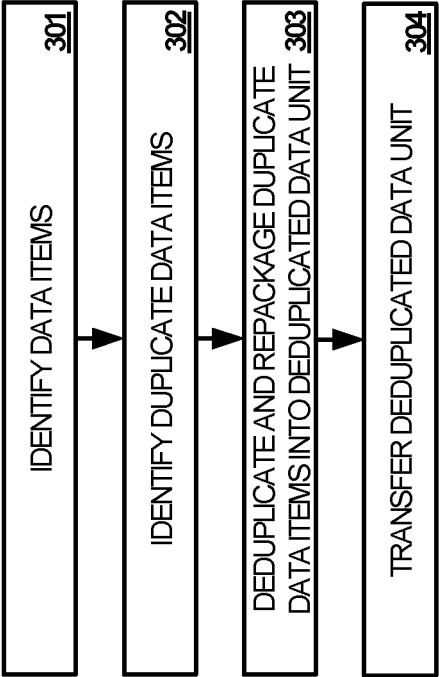 301
IDENTIFY DATA ITEMS
302
IDENTIFY DUPLICATE DATA ITEMS
303
DEDUPLICATE AND REPACKAGE DUPLICATE
DATA ITEMS INTO DEDUPLICATED DATA UNIT
304
TRANSFER DEDUPLICATED DATA UNIT